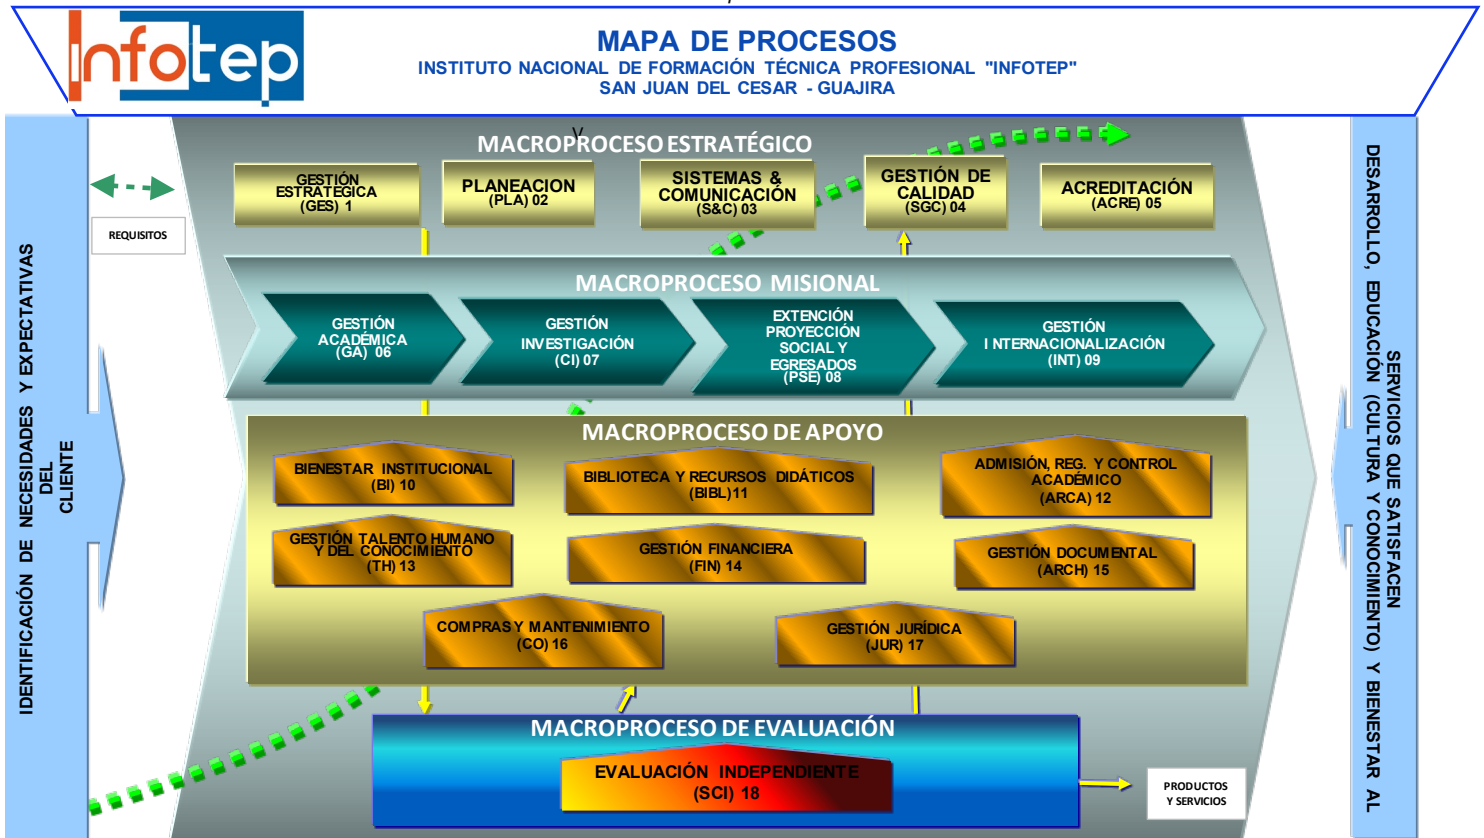 Infotep
MAPA DE PROCESOS
INSTITUTO NACIONAL DE FORMACIÓN TÉCNICA PROFESIONAL "INFOTEP"
SAN JUAN DEL CESAR - GUAJIRA
IDENTIFICACIÓN DE NECESIDADES Y EXPECTATIVAS
DEL
CLIENTE
REQUISITOS
MACROPROCESO ESTRATÉGICO
GESTIÓN
ESTRATEGICA
(GES) 1
PLANEACION
(PLA) 02
SISTEMAS &
COMUNICACIÓN
(S&C) 03
GESTIÓN DE
CALIDAD
(SGC) 04
ACREDITACIÓN
(ACRE) 05
MACROPROCESO MISIONAL
GESTIÓN
ACADÉMICA
(GA) 06
GESTIÓN
INVESTIGACIÓN
(CI) 07
EXTENCIÓN
PROYECCIÓN
SOCIAL Y
EGRESADOS
(PSE) 08
GESTIÓN
I NTERNACIONALIZACIÓN
(INT) 09
MACROPROCESO DE APOYO
BIENESTAR INSTITUCIONAL
(BI) 10
BIBLIOTECA Y RECURSOS DIDÁTICOS
(BIBL)11
ADMISIÓN, REG. Y CONTROL
ACADÉMICO
(ARCA) 12
GESTIÓN TALENTO HUMANO
Y DEL CONOCIMIENTO
(TH) 13
GESTIÓN FINANCIERA
(FIN) 14
GESTIÓN DOCUMENTAL
(ARCH) 15
COMPRAS Y MANTENIMIENTO
(CO) 16
GESTIÓN JURÍDICA
(JUR) 17
MACROPROCESO DE EVALUACIÓN
EVALUACIÓN INDEPENDIENTE
(SCI) 18
PRODUCTOS
Y SERVICIOS
SERVICIOS QUE SATISFACEN
DESARROLLO, EDUCACIÓN (CULTURA Y CONOCIMIENTO) Y BIENESTAR AL